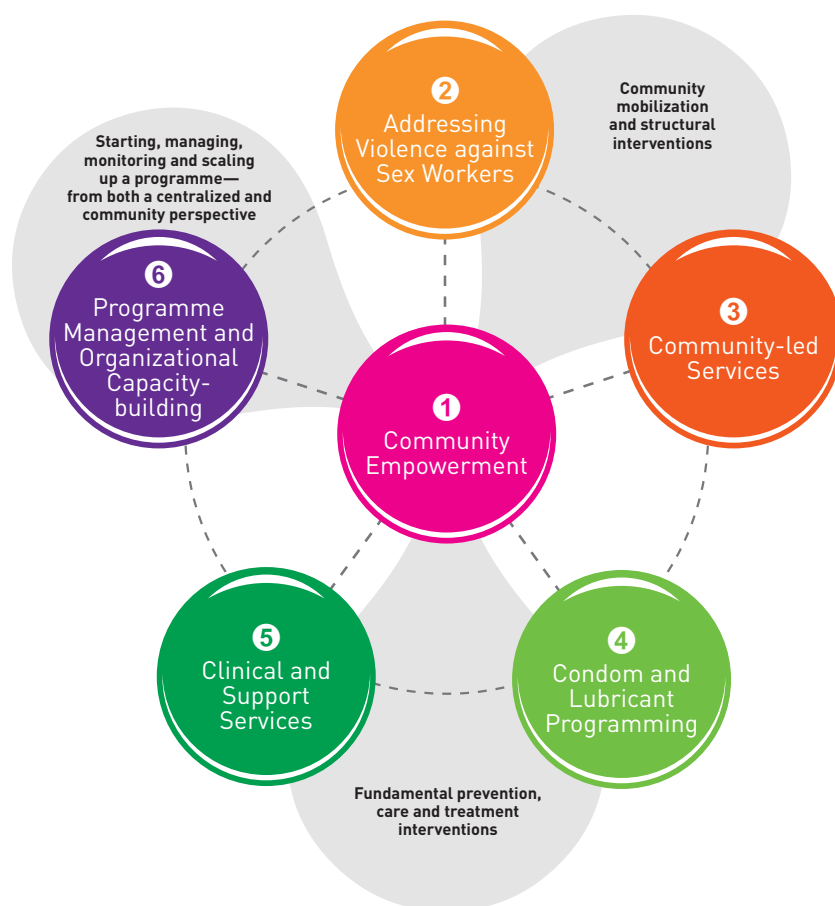 2
Addressing
Violence against
Sex Workers
Community
mobilization
and structural
interventions
Starting, managing,
monitoring and scaling
up a programme—
from both a centralized and
community perspective
6
Programme
Management and
Organizational
Capacity-
building
3
Community-led
Services
1
Community
Empowerment
5
Clinical and
Support
Services
4
Condom and
Lubricant
Programming
Fundamental prevention,
care and treatment
interventions